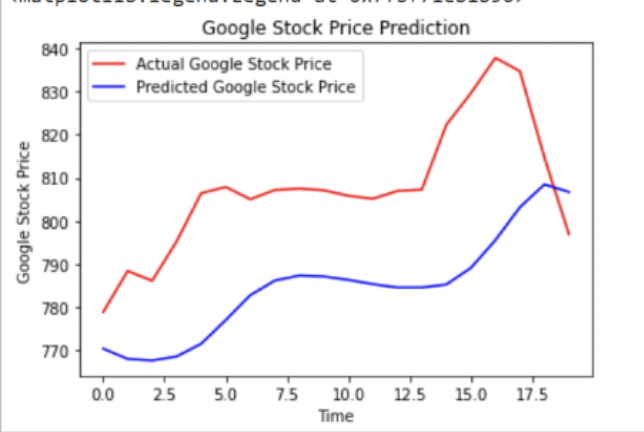 Google Stock Price Prediction
Actual Google Stock Price
Predicted Google Stock Price
840
830
820
810
800
790
780
770
Google Stock Price
0.0 2.5 5.0 7.5 10.0 12.5 15.0 17.5
Time